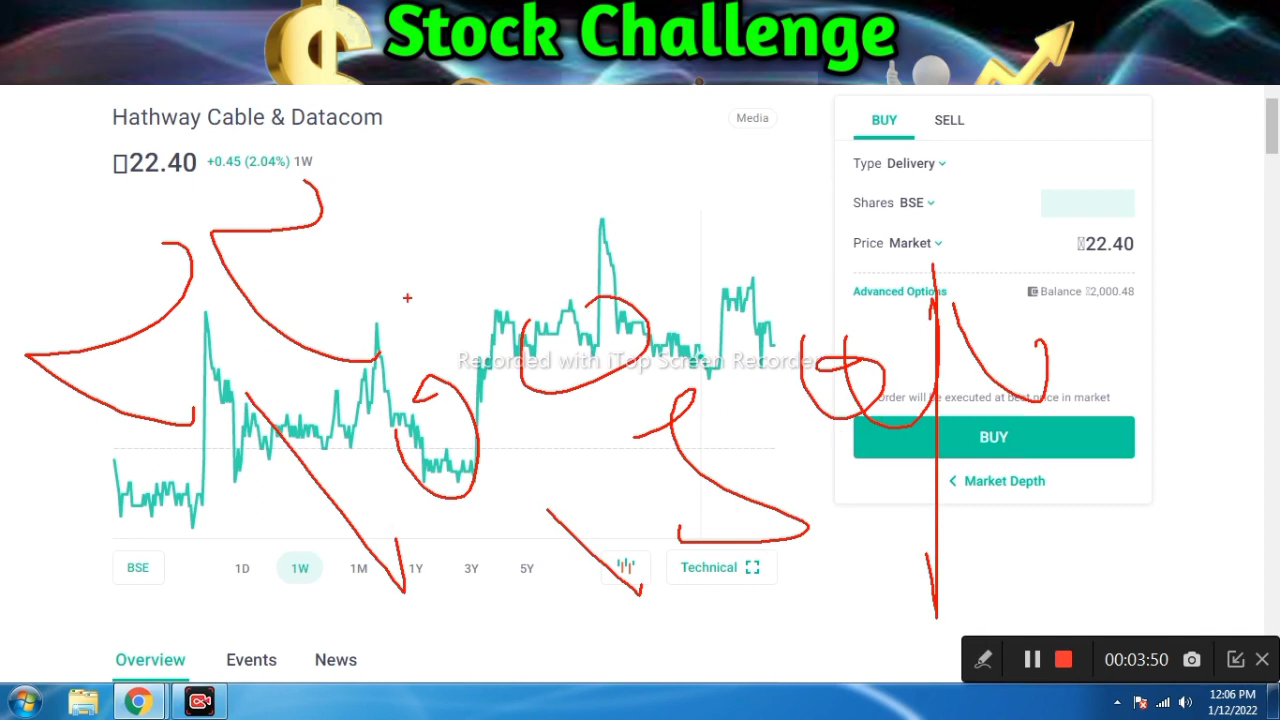 Stock Challenge
Hathway Cable & Datacom
Media
22.40 +0.45 (2.04%) 1W
BUY SELL
Type Delivery
Shares BSE
Price Market 22.40
Advanced Options Balance 2,000.48
Recorded with iTop Screen Recorder
Order will be executed at best price in market
BUY
Market Depth
BSE 1D 1W 1M 1Y 3Y 5Y Technical
Overview Events News
00:03:50
12:06 PM
1/12/2022